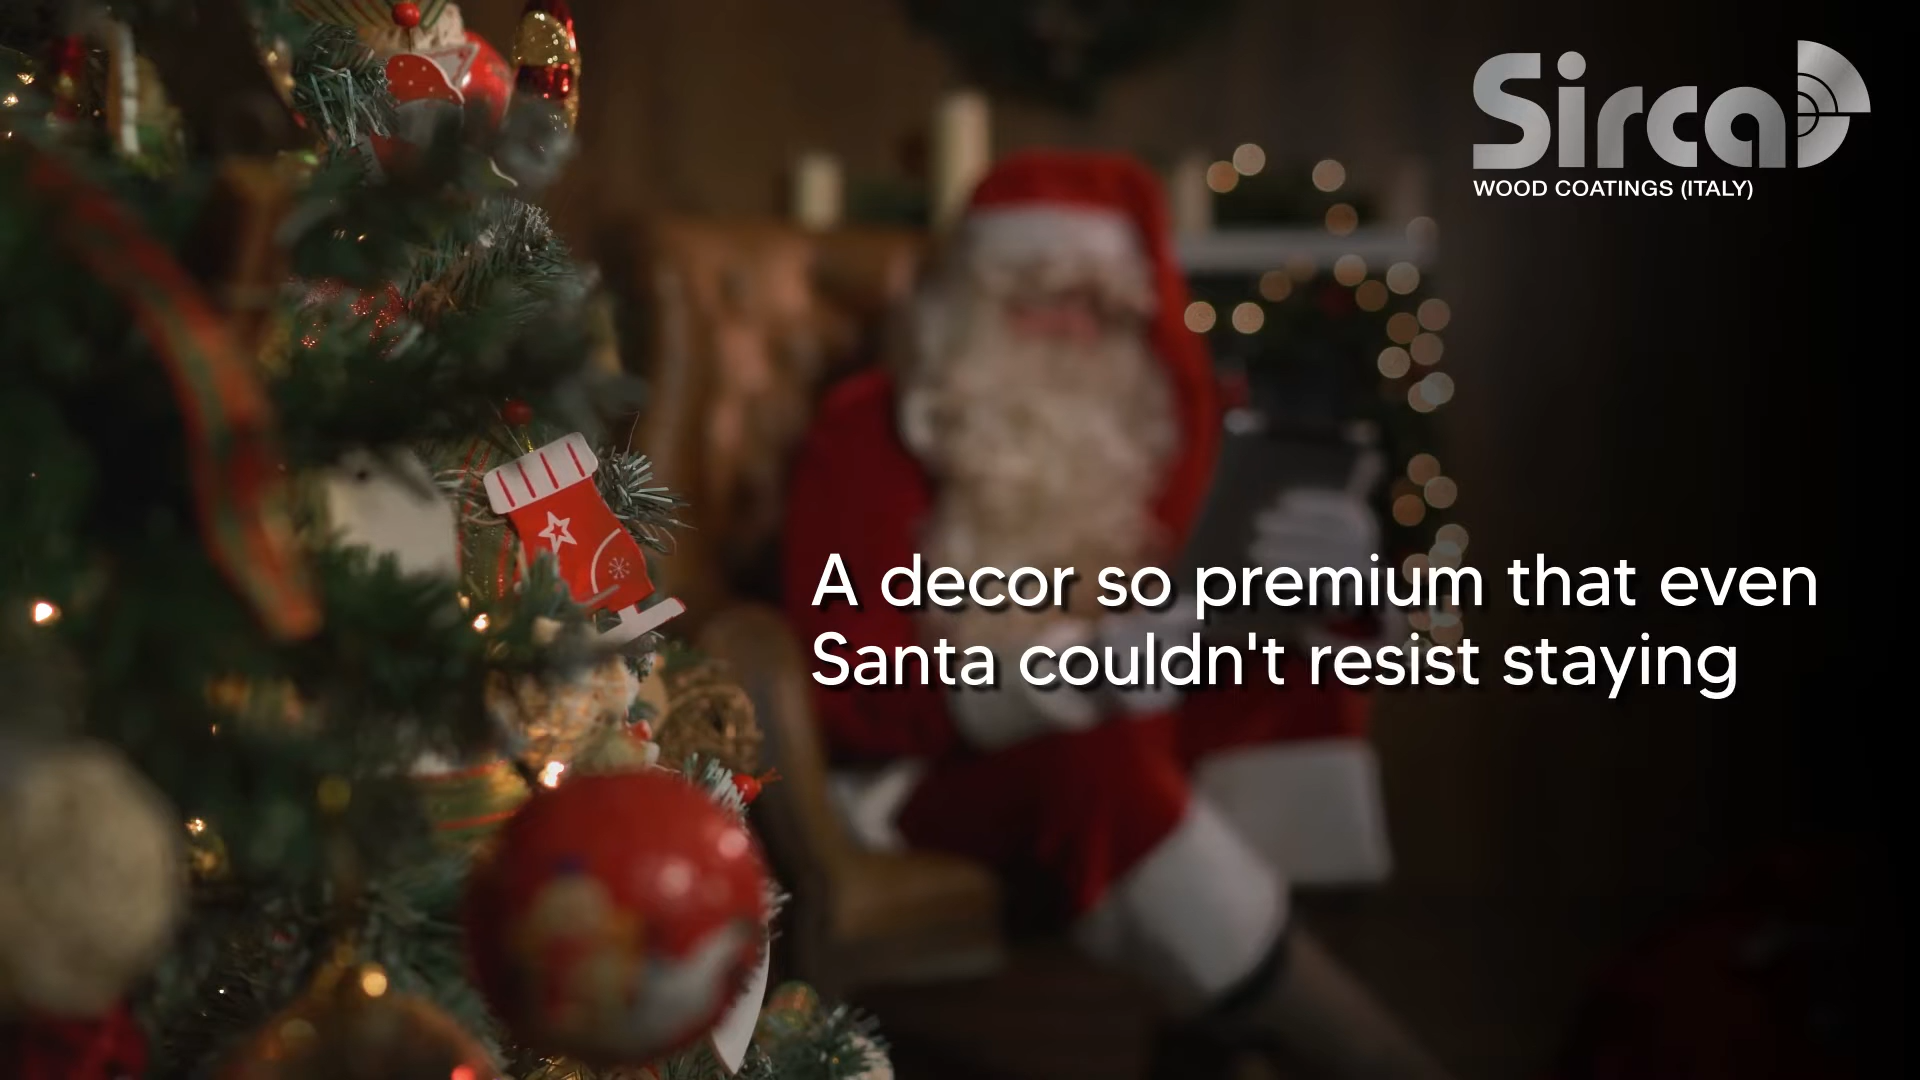 Sirca
WOOD COATINGS (ITALY)
A decor so premium that even
Santa couldn't resist staying